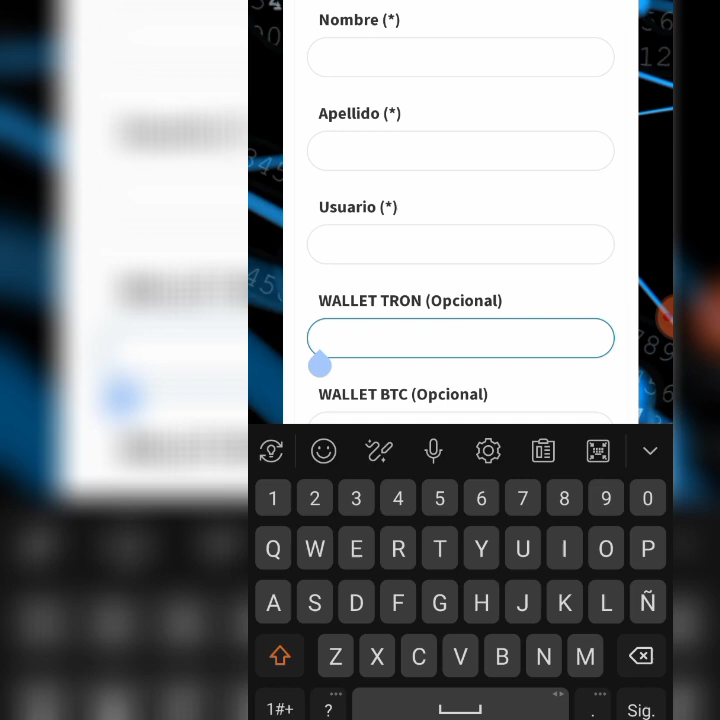 Nombre (*)
Apellido (*)
Usuario (*)
WALLET TRON (Opcional)
WALLET BTC (Opcional)
1 2 3 4 5 6 7 8 9 0
Q W E R T Y U I O P
A S D F G H J K L Ñ
Z X C V B N M
1#+ ? . Sig.